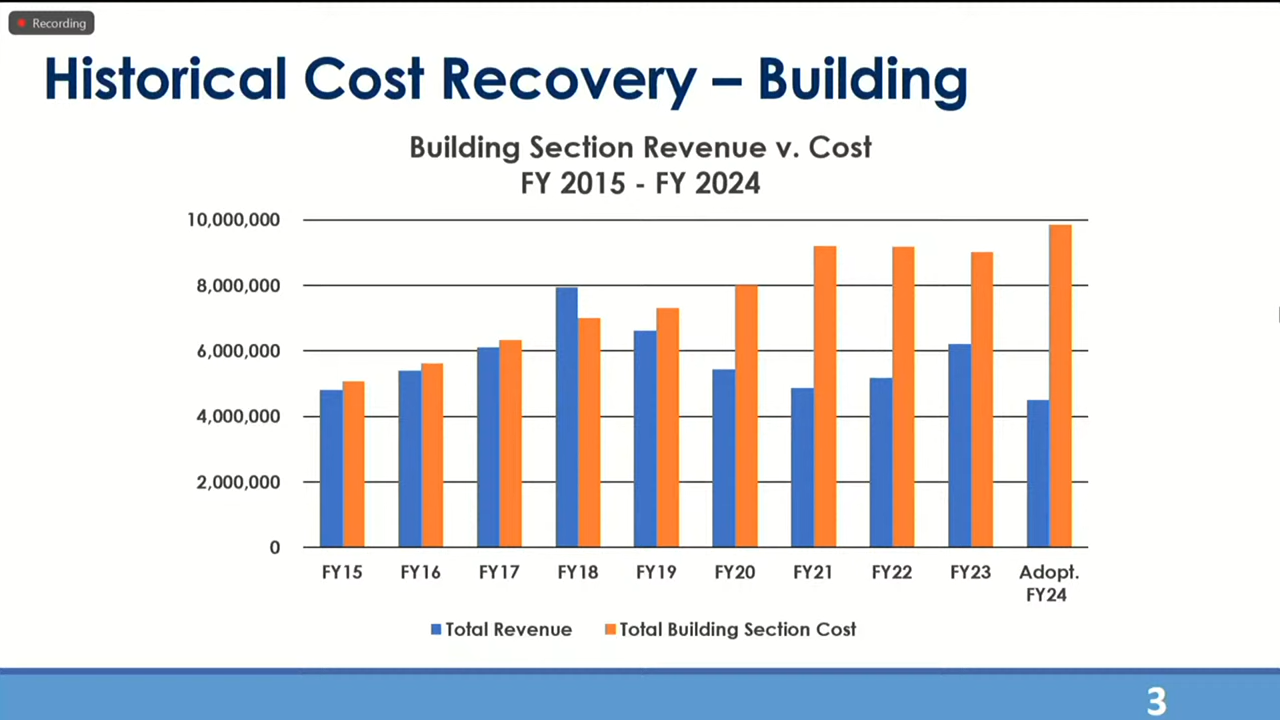 Recording
Historical Cost Recovery – Building
Building Section Revenue v. Cost
FY 2015 - FY 2024
10,000,000
8,000,000
6,000,000
4,000,000
2,000,000
0
FY15 FY16 FY17 FY18 FY19 FY20 FY21 FY22 FY23 Adopt.
FY24
Total Revenue Total Building Section Cost
3